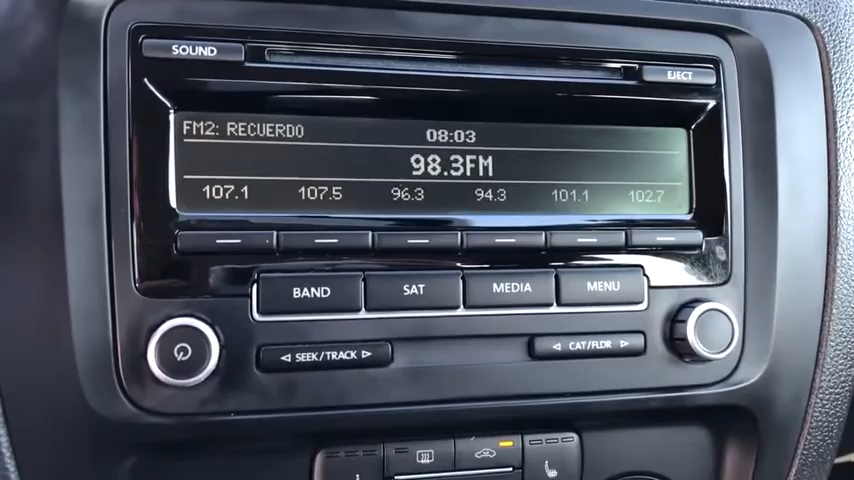 SOUND EJECT
FM2: RECUERDO 08:03
98.3FM
107.1 107.5 96.3 94.3 101.1 102.7
BAND SAT MEDIA MENU
SEEK/TRACK CAT/FLDR